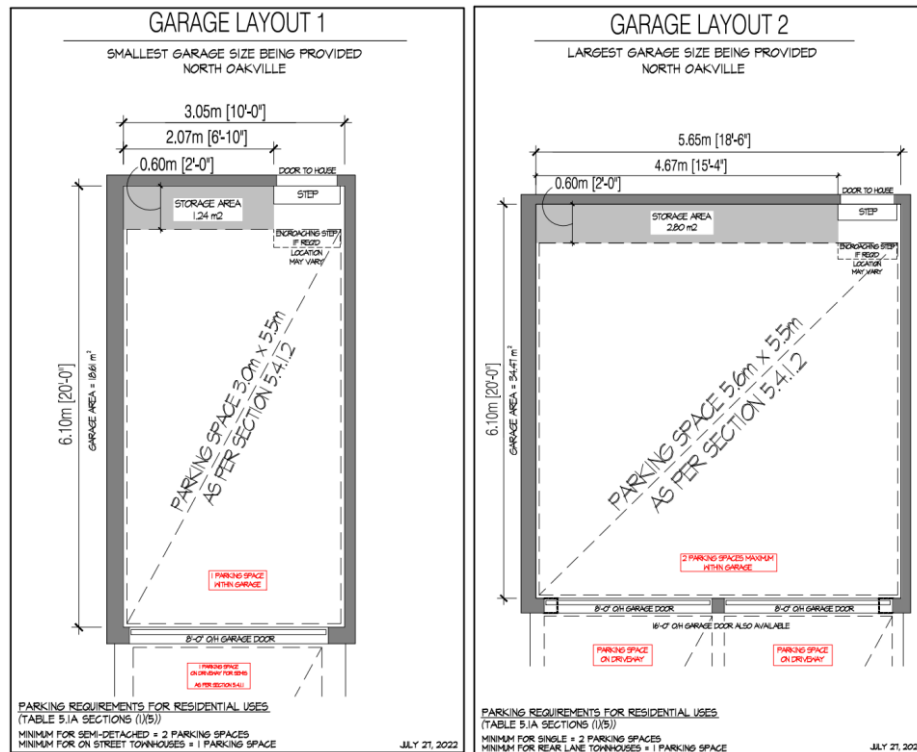 GARAGE LAYOUT 1
SMALLEST GARAGE SIZE BEING PROVIDED
NORTH OAKVILLE
3.05m [10'-0"]
2.07m [6'-10"]
0.60m [2'-0"]
DOOR TO HOUSE
STEP
STORAGE AREA
1.24 m2
ENCROACHING STEP
IF REQ'D
LOCATION
MAY VARY
6.10m [20'-0"]
GARAGE AREA = 18.61 m²
PARKING SPACE 3.0m x 5.5m
AS PER SECTION 5.4.1.2
1 PARKING SPACE
WITHIN GARAGE
8'-0" O/H GARAGE DOOR
1 PARKING SPACE
ON DRIVEWAY FOR SEMIS
AS PER SECTION 5.4.1.1
PARKING REQUIREMENTS FOR RESIDENTIAL USES
(TABLE 5.1A SECTIONS (1)(5))
MINIMUM FOR SEMI-DETACHED = 2 PARKING SPACES
MINIMUM FOR ON STREET TOWNHOUSES = 1 PARKING SPACE
JULY 27, 2022
GARAGE LAYOUT 2
LARGEST GARAGE SIZE BEING PROVIDED
NORTH OAKVILLE
5.65m [18'-6"]
4.67m [15'-4"]
0.60m [2'-0"]
DOOR TO HOUSE
STEP
STORAGE AREA
2.80 m2
ENCROACHING STEP
IF REQ'D
LOCATION
MAY VARY
6.10m [20'-0"]
GARAGE AREA = 34.47 m²
PARKING SPACE 5.6m x 5.5m
AS PER SECTION 5.4.1.2
2 PARKING SPACES MAXIMUM
WITHIN GARAGE
8'-0" O/H GARAGE DOOR
8'-0" O/H GARAGE DOOR
16'-0" O/H GARAGE DOOR ALSO AVAILABLE
PARKING SPACE
ON DRIVEWAY
PARKING SPACE
ON DRIVEWAY
PARKING REQUIREMENTS FOR RESIDENTIAL USES
(TABLE 5.1A SECTIONS (1)(5))
MINIMUM FOR SINGLE = 2 PARKING SPACES
MINIMUM FOR REAR LANE TOWNHOUSES = 1 PARKING SPACE
JULY 27, 202